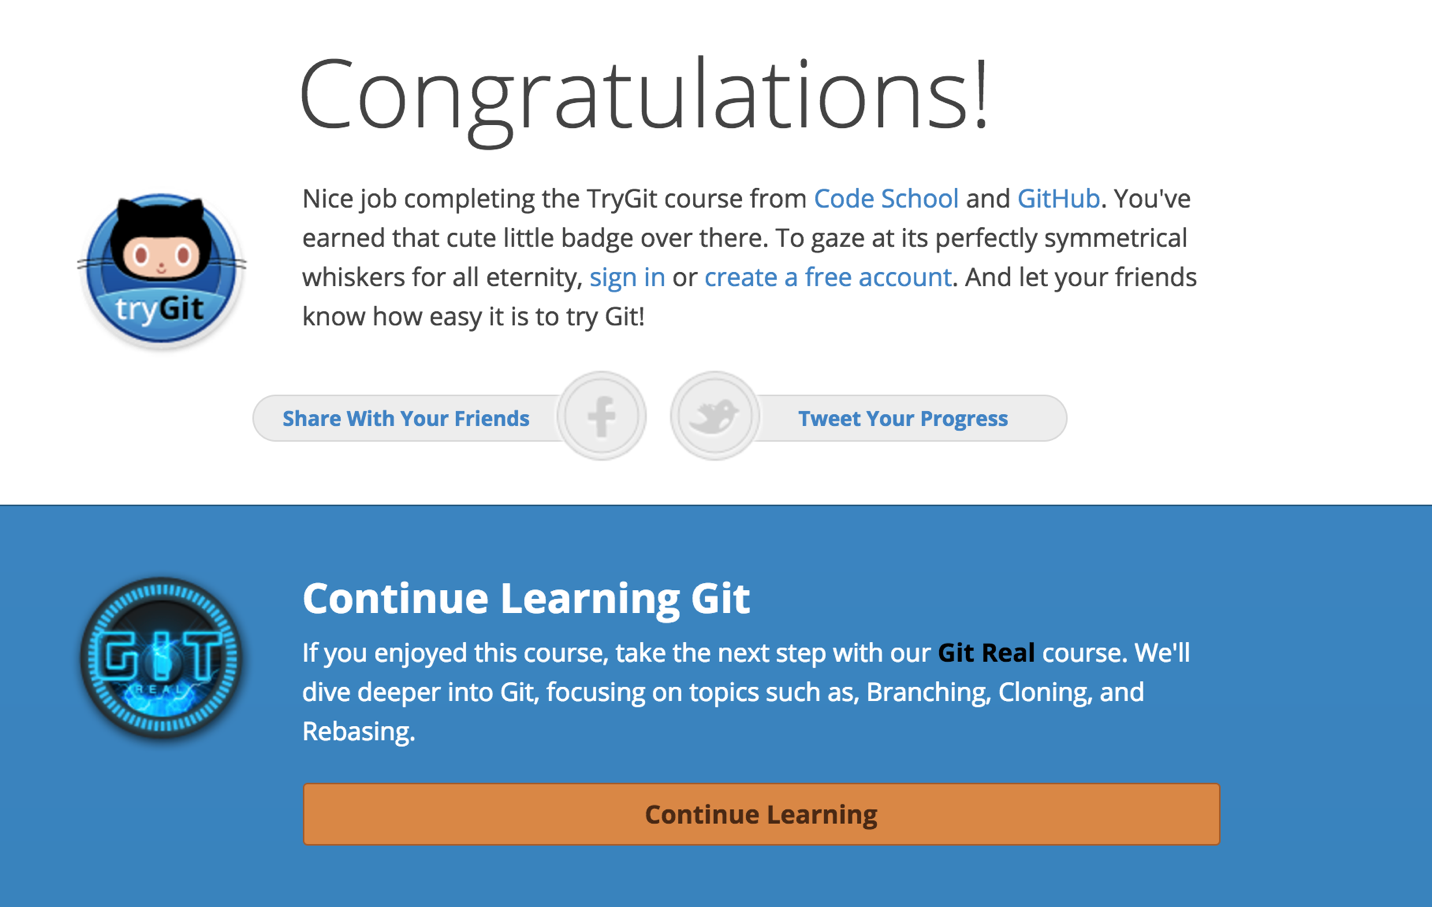 Congratulations!
Nice job completing the TryGit course from Code School and GitHub. You've
earned that cute little badge over there. To gaze at its perfectly symmetrical
whiskers for all eternity, sign in or create a free account. And let your friends
know how easy it is to try Git!
tryGit
Share With Your Friends
Tweet Your Progress
Continue Learning Git
If you enjoyed this course, take the next step with our Git Real course. We'll
dive deeper into Git, focusing on topics such as, Branching, Cloning, and
Rebasing.
GIT
REAL
Continue Learning